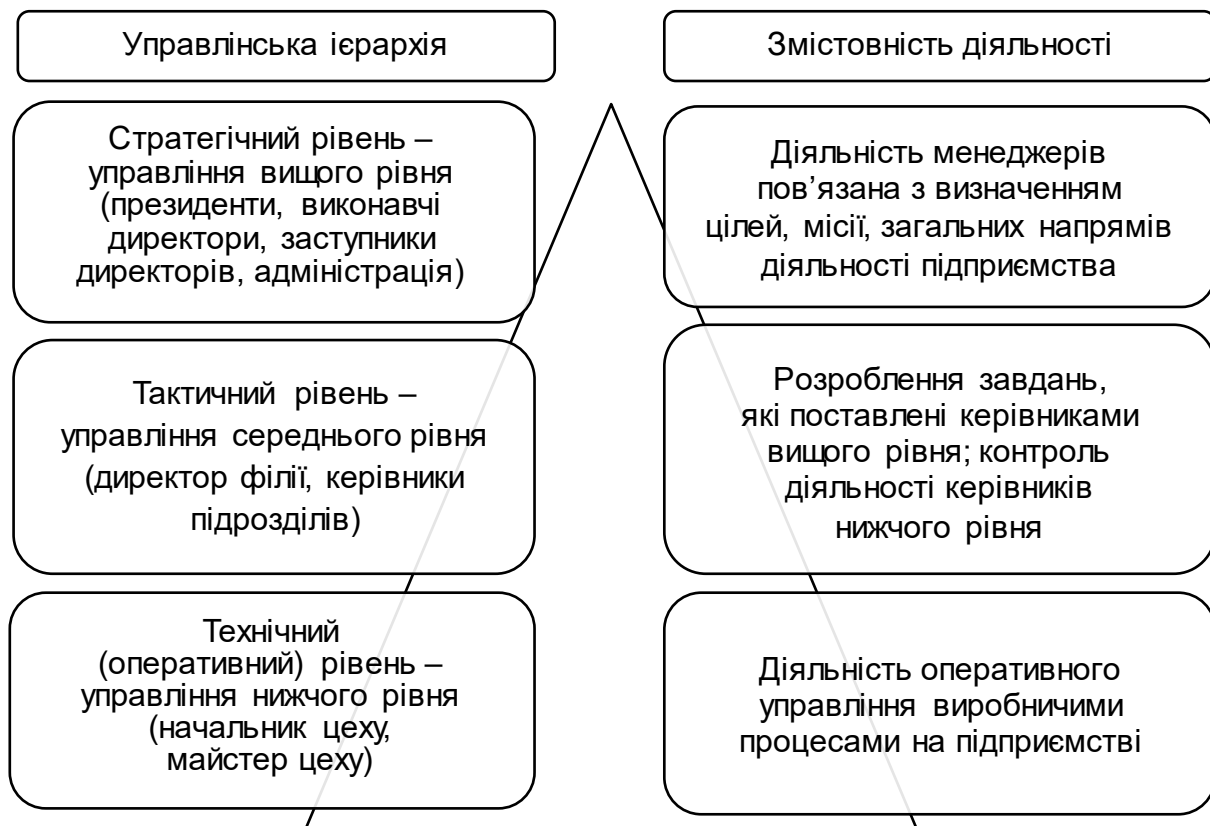 Управлінська ієрархія
Змістовність діяльності
Стратегічний рівень –
управління вищого рівня
(президенти, виконавчі
директори, заступники
директорів, адміністрація)
Діяльність менеджерів
пов’язана з визначенням
цілей, місії, загальних напрямів
діяльності підприємства
Тактичний рівень –
управління середнього рівня
(директор філії, керівники
підрозділів)
Розроблення завдань,
які поставлені керівниками
вищого рівня; контроль
діяльності керівників
нижчого рівня
Технічний
(оперативний) рівень –
управління нижчого рівня
(начальник цеху,
майстер цеху)
Діяльність оперативного
управління виробничими
процесами на підприємстві